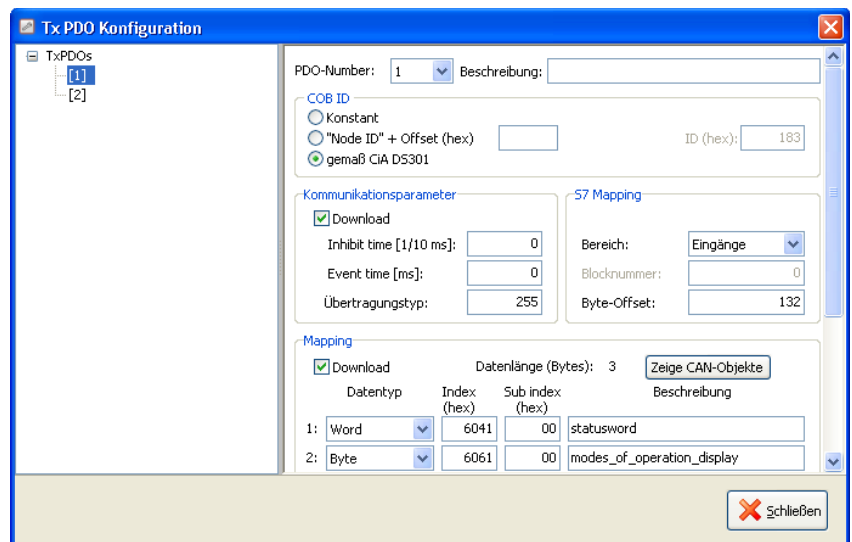 Tx PDO Konfiguration
TxPDOs
[1]
[2]
PDO-Number: 1 Beschreibung:
COB ID
Konstant
"Node ID" + Offset (hex) ID (hex): 183
gemaß CiA DS301
Kommunikationsparameter
Download
Inhibit time [1/10 ms]: 0
Event time [ms]: 0
Übertragungstyp: 255
S7 Mapping
Bereich: Eingänge
Blocknummer: 0
Byte-Offset: 132
Mapping
Download Datenlänge (Bytes): 3 Zeige CAN-Objekte
Datentyp Index (hex) Sub index (hex) Beschreibung
1: Word 6041 00 statusword
2: Byte 6061 00 modes_of_operation_display
Schließen